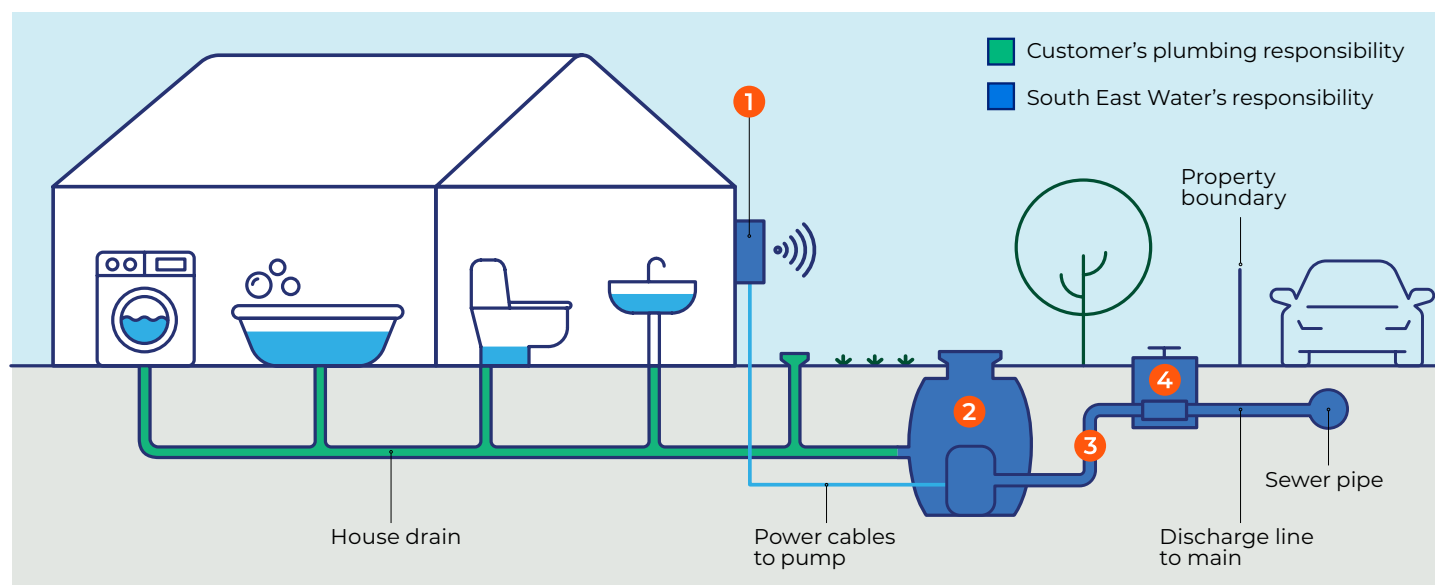 Customer's plumbing responsibility
South East Water's responsibility
1
Property
boundary
4
2
3
Sewer pipe
House drain
Power cables
to pump
Discharge line
to main